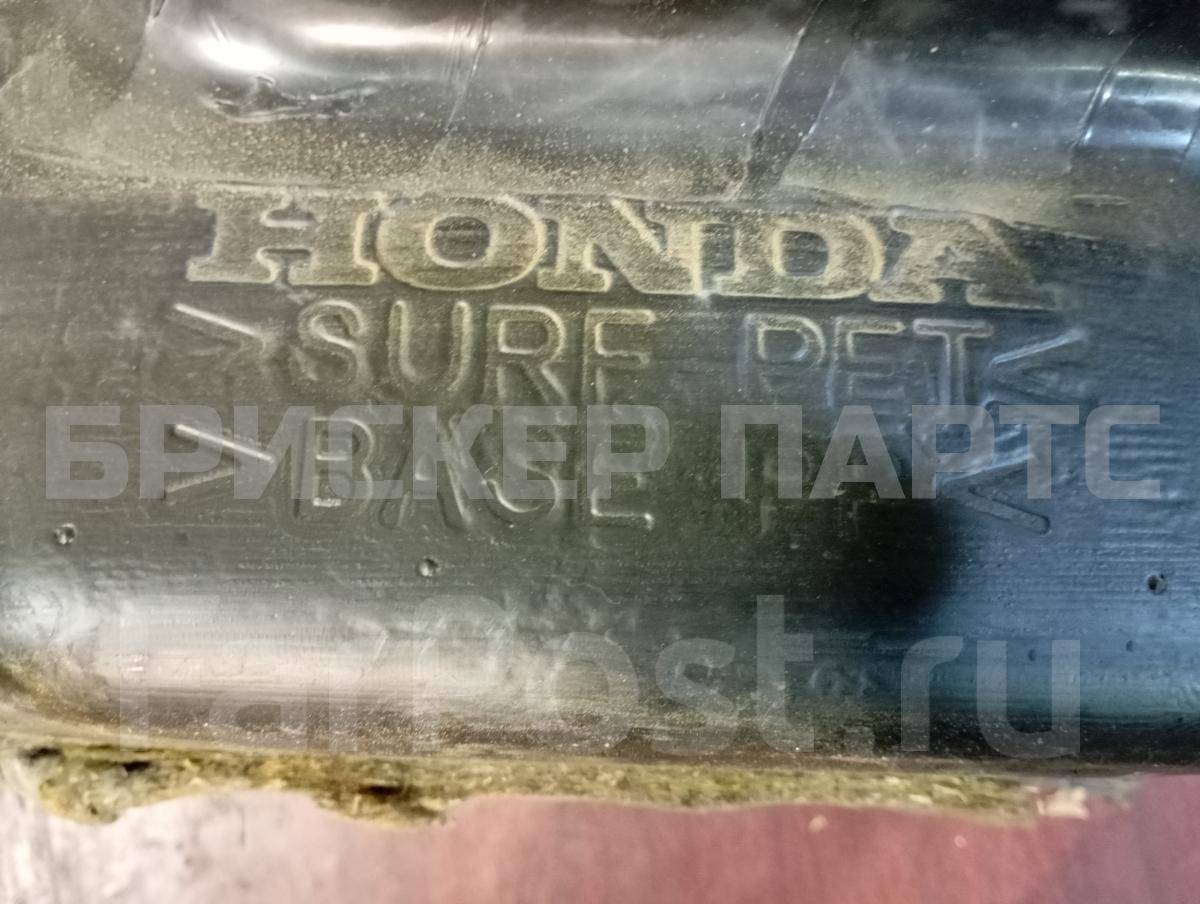 HONDA
>SURF PET<
>BASE P
БРИСКЕР ПАРТС
FarPost.ru